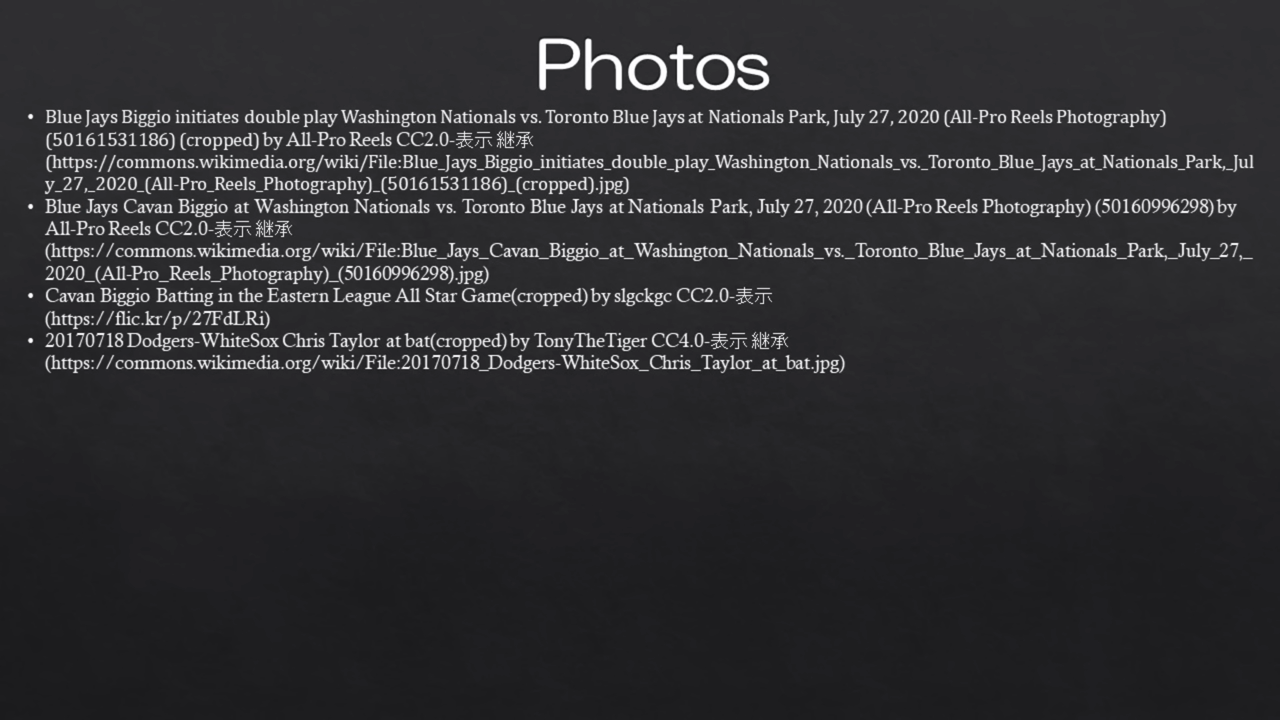 Photos
• Blue Jays Biggio initiates double play Washington Nationals vs. Toronto Blue Jays at Nationals Park, July 27, 2020 (All-Pro Reels Photography)
(50161531186) (cropped) by All-Pro Reels CC2.0-表示 継承
(https://commons.wikimedia.org/wiki/File:Blue_Jays_Biggio_initiates_double_play_Washington_Nationals_vs._Toronto_Blue_Jays_at_Nationals_Park,_Jul
y_27,_2020_(All-Pro_Reels_Photography)_(50161531186)_(cropped).jpg)
• Blue Jays Cavan Biggio at Washington Nationals vs. Toronto Blue Jays at Nationals Park, July 27, 2020 (All-Pro Reels Photography) (50160996298) by
All-Pro Reels CC2.0-表示 継承
(https://commons.wikimedia.org/wiki/File:Blue_Jays_Cavan_Biggio_at_Washington_Nationals_vs._Toronto_Blue_Jays_at_Nationals_Park,_July_27,_
2020_(All-Pro_Reels_Photography)_(50160996298).jpg)
• Cavan Biggio Batting in the Eastern League All Star Game(cropped) by slgckgc CC2.0-表示
(https://flic.kr/p/27FdLRi)
• 20170718 Dodgers-WhiteSox Chris Taylor at bat(cropped) by TonyTheTiger CC4.0-表示 継承
(https://commons.wikimedia.org/wiki/File:20170718_Dodgers-WhiteSox_Chris_Taylor_at_bat.jpg)